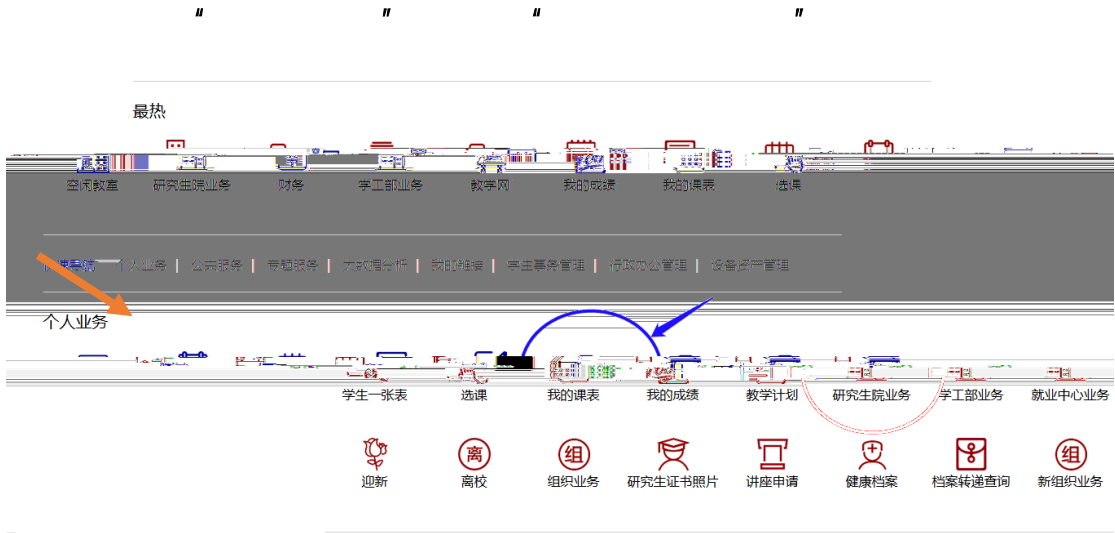 “ ” “ ”
最热
空闲教室 研究生院业务 财务 学工部业务 教学网 我的成绩 我的课表 选课
快速导航 个人业务 | 公共服务 | 专题服务 | 大数据分析 | 我的链接 | 学生事务管理 | 行政办公管理 | 设备资产管理
个人业务
学生一张表 选课 我的课表 我的成绩 教学计划 研究生院业务 学工部业务 就业中心业务
离 组 组
迎新 离校 组织业务 研究生证书照片 讲座申请 健康档案 档案转递查询 新组织业务